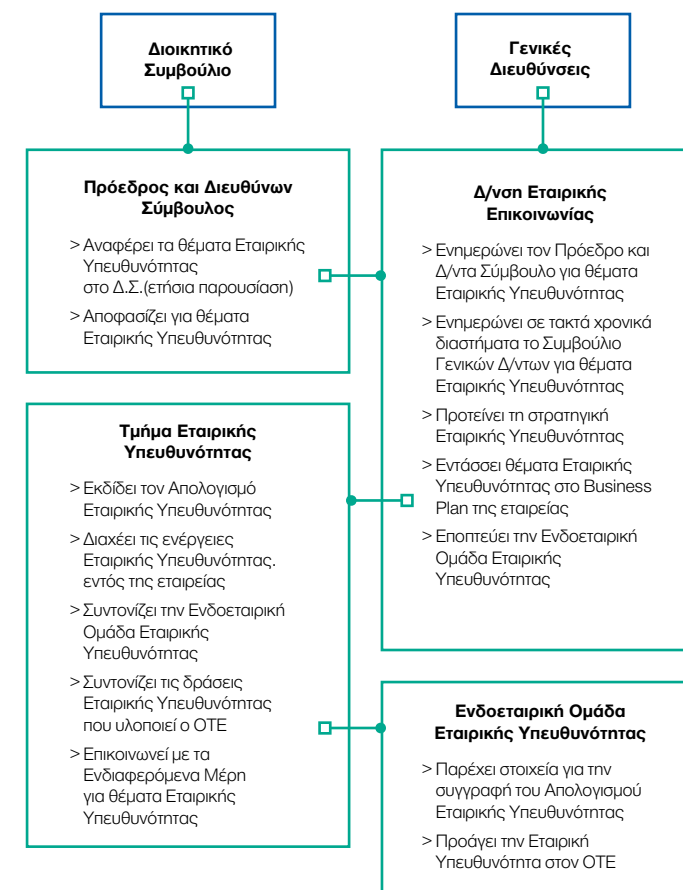 Διοικητικό
Συμβούλιο
Γενικές
Διευθύνσεις
Πρόεδρος και Διευθύνων
Σύμβουλος
> Αναφέρει τα θέματα Εταιρικής
Υπευθυνότητας
στο Δ.Σ.(ετήσια παρουσίαση)
> Αποφασίζει για θέματα
Εταιρικής Υπευθυνότητας
Δ/νση Εταιρικής
Επικοινωνίας
> Ενημερώνει τον Πρόεδρο και
Δ/ντα Σύμβουλο για θέματα
Εταιρικής Υπευθυνότητας
> Ενημερώνει σε τακτά χρονικά
διαστήματα το Συμβούλιο
Γενικών Δ/ντων για θέματα
Εταιρικής Υπευθυνότητας
> Προτείνει τη στρατηγική
Εταιρικής Υπευθυνότητας
> Εντάσσει θέματα Εταιρικής
Υπευθυνότητας στο Business
Plan της εταιρείας
> Εποπτεύει την Ενδοεταιρική
Ομάδα Εταιρικής
Υπευθυνότητας
Τμήμα Εταιρικής
Υπευθυνότητας
> Εκδίδει τον Απολογισμό
Εταιρικής Υπευθυνότητας
> Διαχέει τις ενέργειες
Εταιρικής Υπευθυνότητας.
εντός της εταιρείας
> Συντονίζει την Ενδοεταιρική
Ομάδα Εταιρικής
Υπευθυνότητας
> Συντονίζει τις δράσεις
Εταιρικής Υπευθυνότητας
που υλοποιεί ο ΟΤΕ
> Επικοινωνεί με τα
Ενδιαφερόμενα Μέρη
για θέματα Εταιρικής
Υπευθυνότητας
Ενδοεταιρική Ομάδα
Εταιρικής Υπευθυνότητας
> Παρέχει στοιχεία για την
συγγραφή του Απολογισμού
Εταιρικής Υπευθυνότητας
> Προάγει την Εταιρική
Υπευθυνότητα στον ΟΤΕ